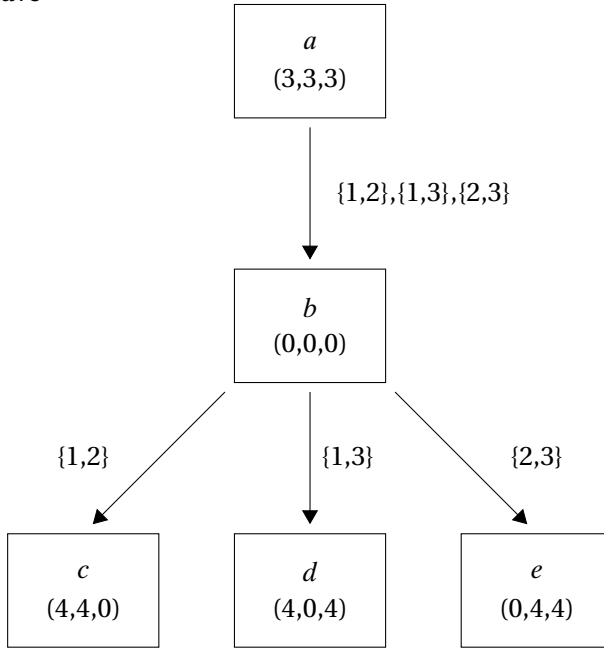 a
(3,3,3)
{1,2},{1,3},{2,3}
b
(0,0,0)
{1,2}
{1,3}
{2,3}
c
(4,4,0)
d
(4,0,4)
e
(0,4,4)